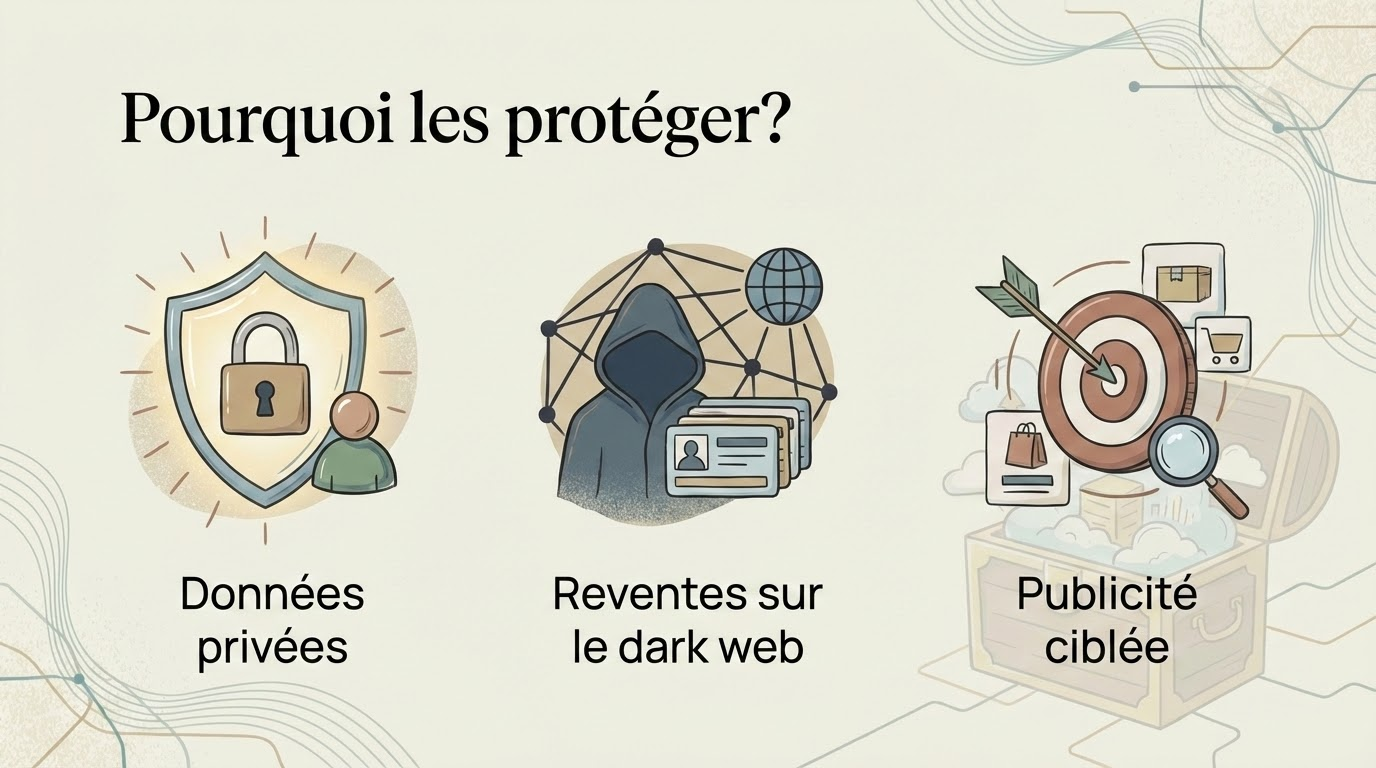 Pourquoi les protéger?
Données
privées
Reventes sur
le dark web
Publicité
ciblée